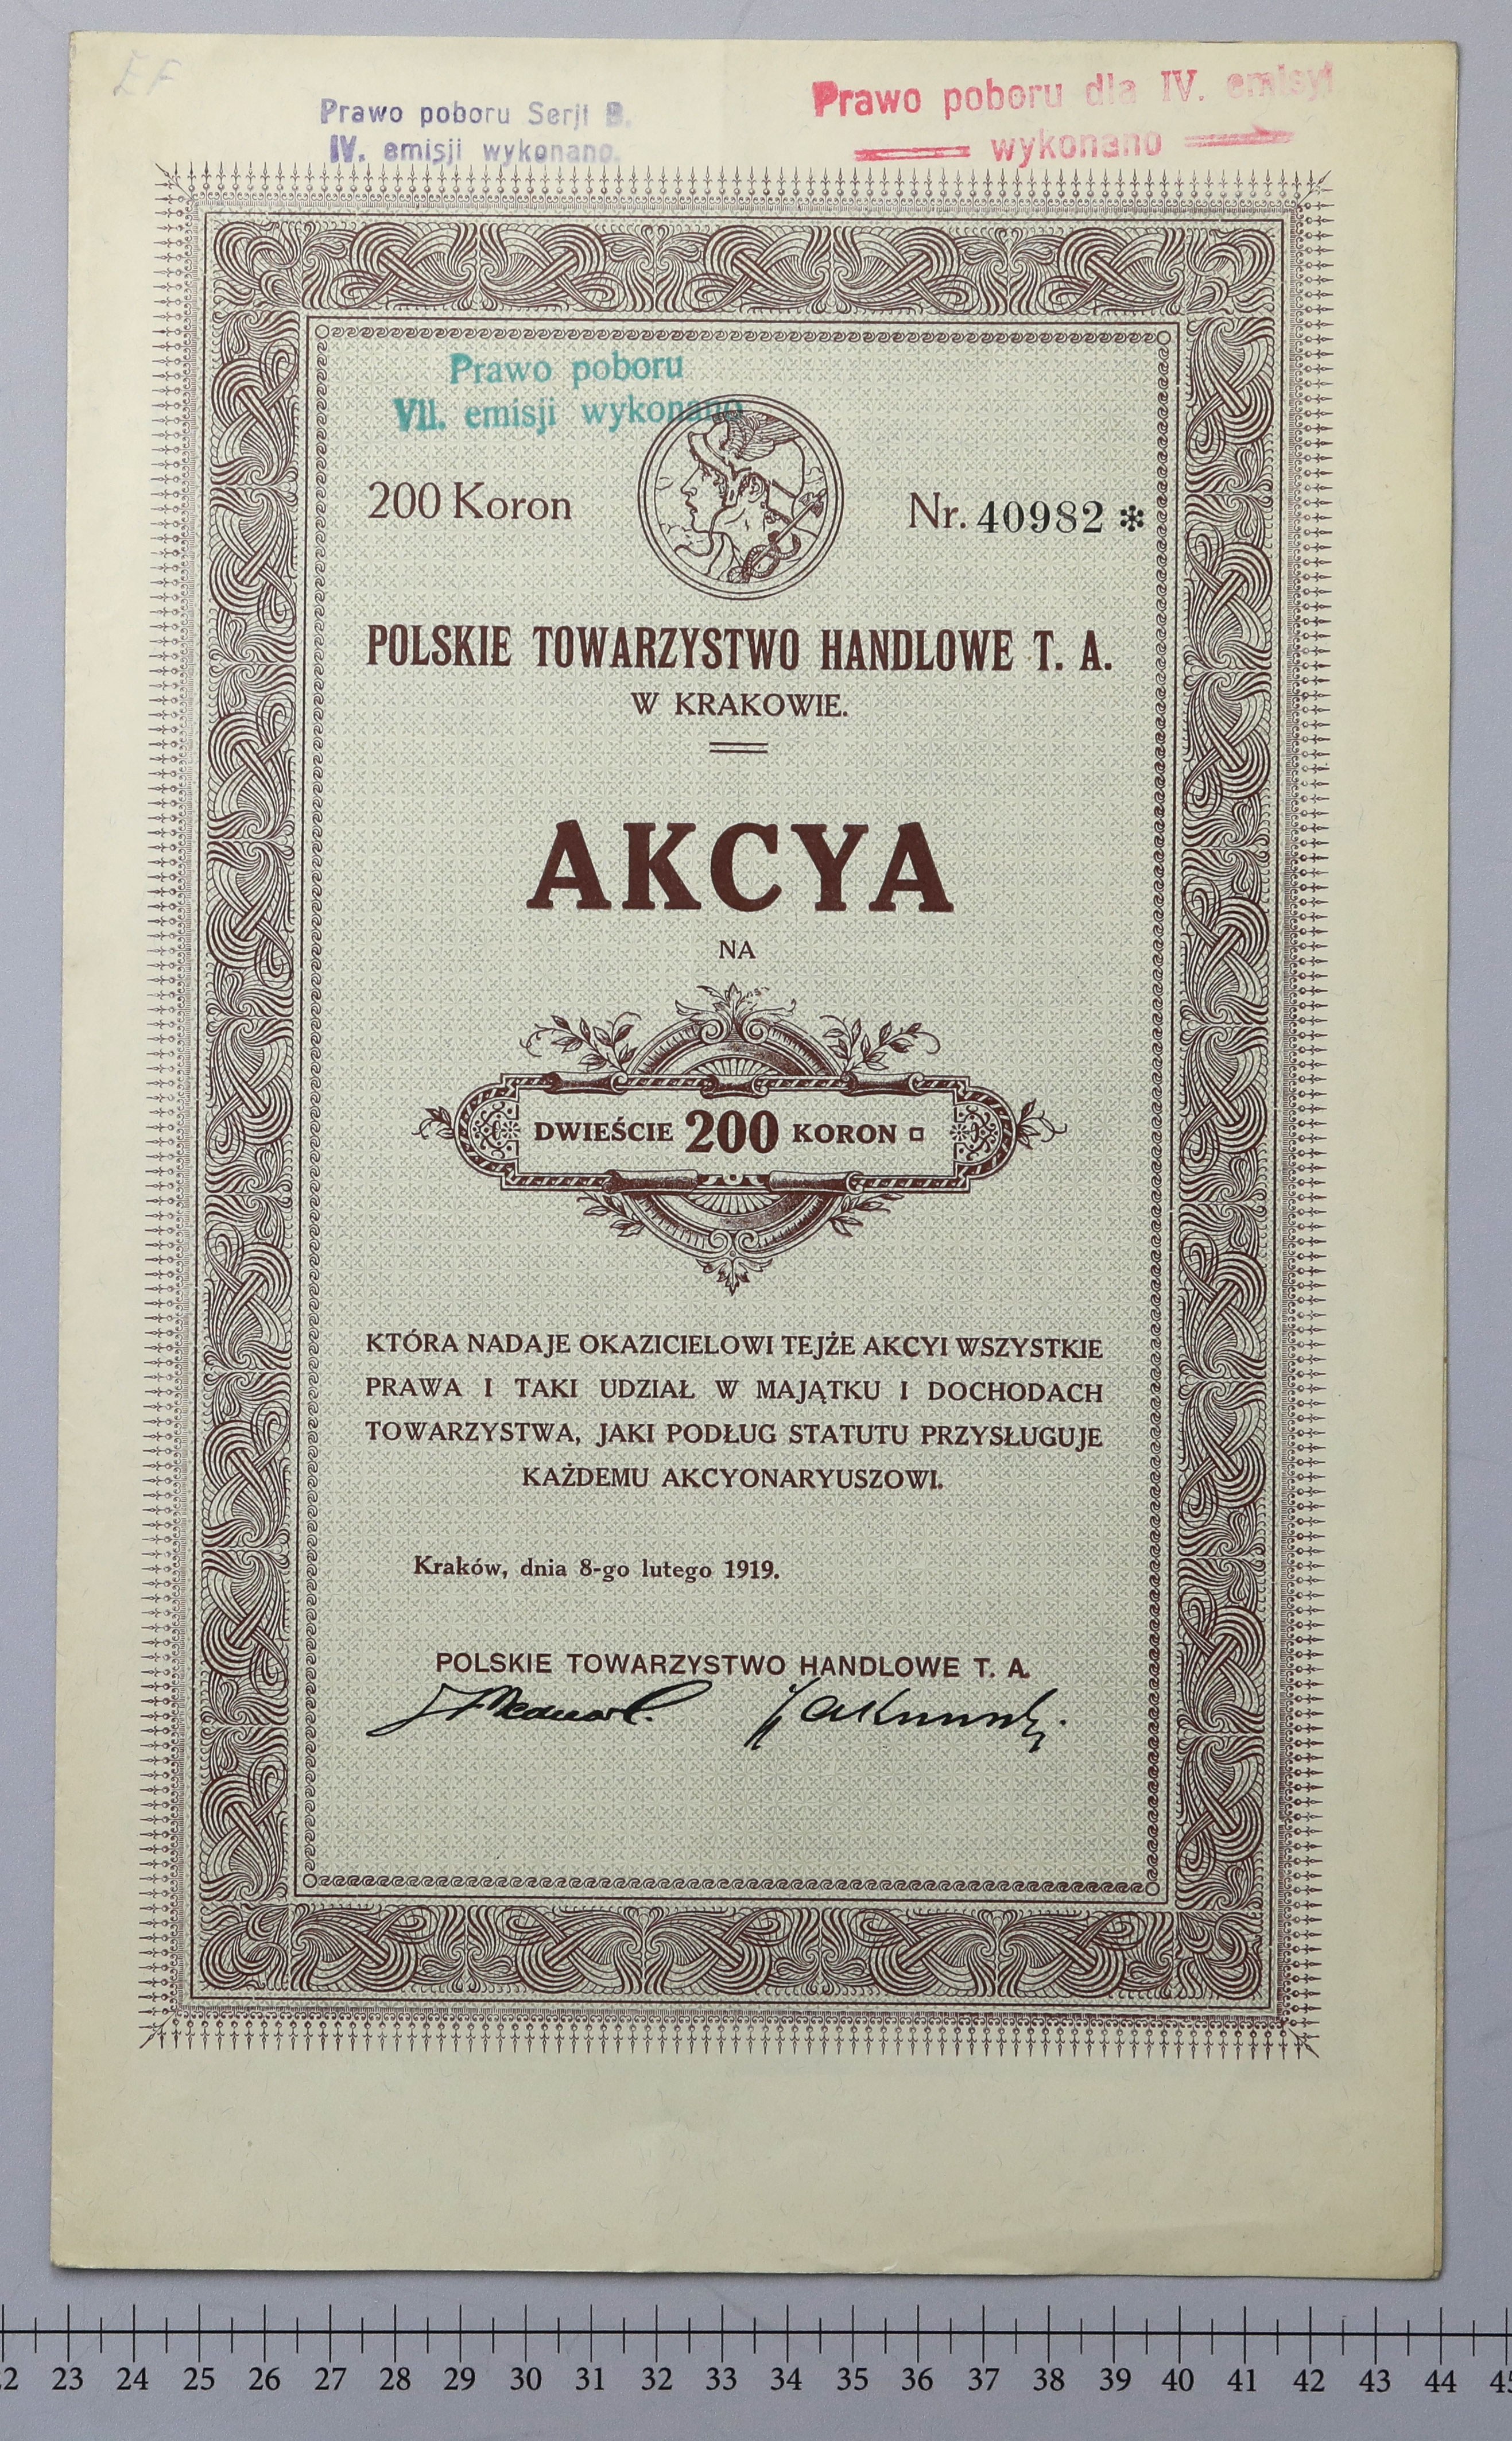 EF
Prawo poboru Serji B.
IV. emisji wykonano.
Prawo poboru dla IV. emisyi
wykonano
Prawo poboru
VII. emisji wykonano
200 Koron
Nr. 40982 *
POLSKIE TOWARZYSTWO HANDLOWE T. A.
W KRAKOWIE.
AKCYA
NA
DWIEŚCIE 200 KORON
KTÓRA NADAJE OKAZICIELOWI TEJŻE AKCYI WSZYSTKIE
PRAWA I TAKI UDZIAŁ W MAJĄTKU I DOCHODACH
TOWARZYSTWA, JAKI PODŁUG STATUTU PRZYSŁUGUJE
KAŻDEMU AKCYONARYUSZOWI.
Kraków, dnia 8-go lutego 1919.
POLSKIE TOWARZYSTWO HANDLOWE T. A.
22 23 24 25 26 27 28 29 30 31 32 33 34 35 36 37 38 39 40 41 42 43 44 45